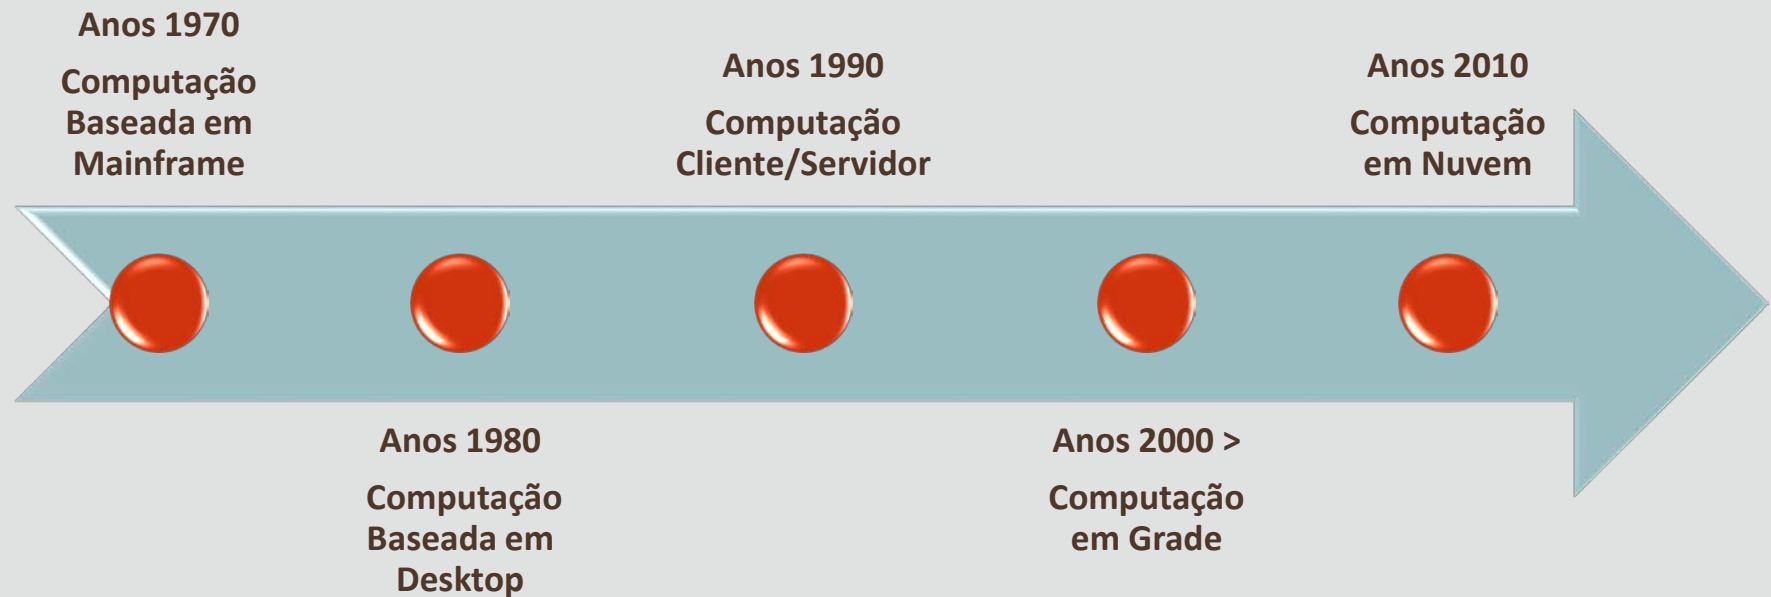 Anos 1970
Computação
Baseada em
Mainframe
Anos 1980
Computação
Baseada em
Desktop
Anos 1990
Computação
Cliente/Servidor
Anos 2000 >
Computação
em Grade
Anos 2010
Computação
em Nuvem